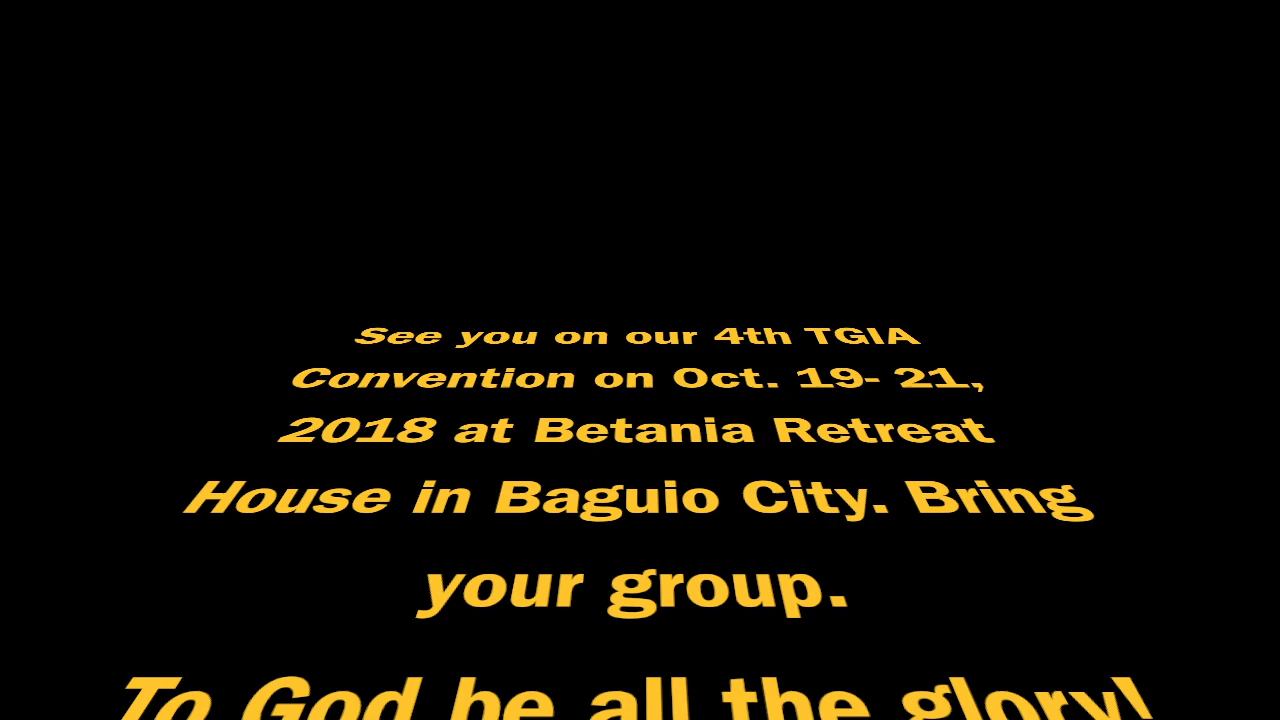 See you on our 4th TGIA
Convention on Oct. 19- 21,
2018 at Betania Retreat
House in Baguio City. Bring
your group.
To God be all the glory!